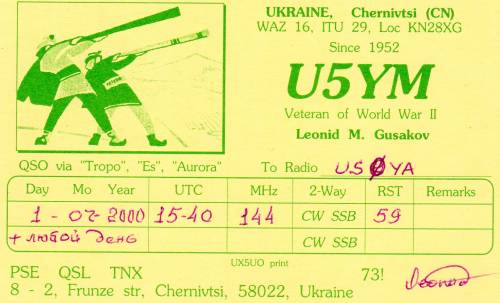 UKRAINE, Chernivtsi (CN)
WAZ 16, ITU 29, Loc KN28XG
Since 1952
U5YM
Veteran of World War II
Leonid M. Gusakov
QSO via "Tropo", "Es", "Aurora"
To Radio US0YA
Day Mo Year UTC MHz 2-Way RST Remarks
1-07-2000 15-40 144 CW SSB 59
+ любой день CW SSB
UX5UO print
PSE QSL TNX 73! Leonid
8 - 2, Frunze str, Chernivtsi, 58022, Ukraine